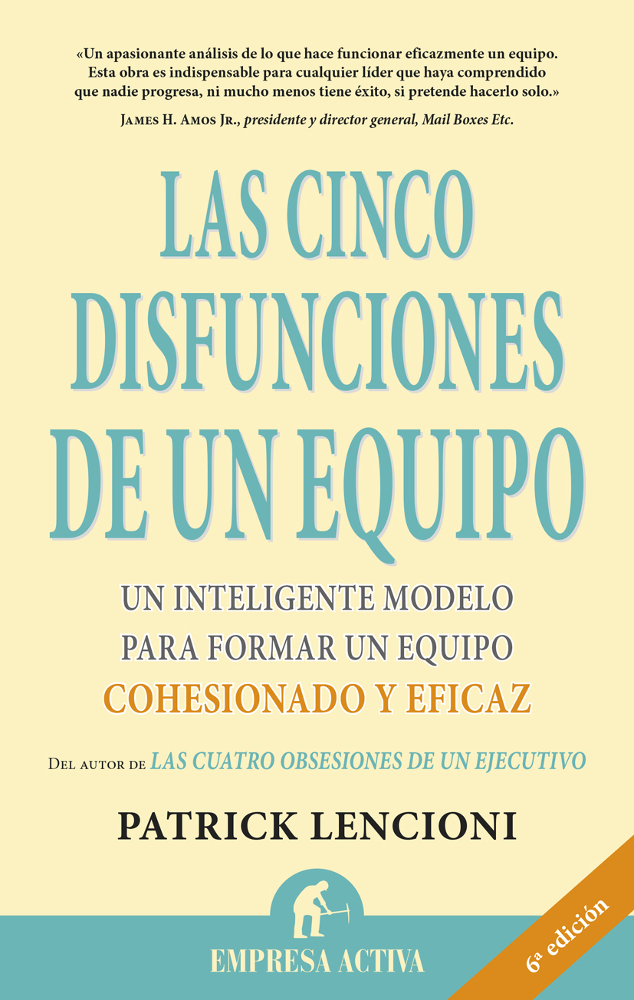 «Un apasionante análisis de lo que hace funcionar eficazmente un equipo.
Esta obra es indispensable para cualquier líder que haya comprendido
que nadie progresa, ni mucho menos tiene éxito, si pretende hacerlo solo.»
James H. Amos Jr., presidente y director general, Mail Boxes Etc.
LAS CINCO
DISFUNCIONES
DE UN EQUIPO
UN INTELIGENTE MODELO
PARA FORMAR UN EQUIPO
COHESIONADO Y EFICAZ
Del autor de LAS CUATRO OBSESIONES DE UN EJECUTIVO
PATRICK LENCIONI
6ª edición
EMPRESA ACTIVA